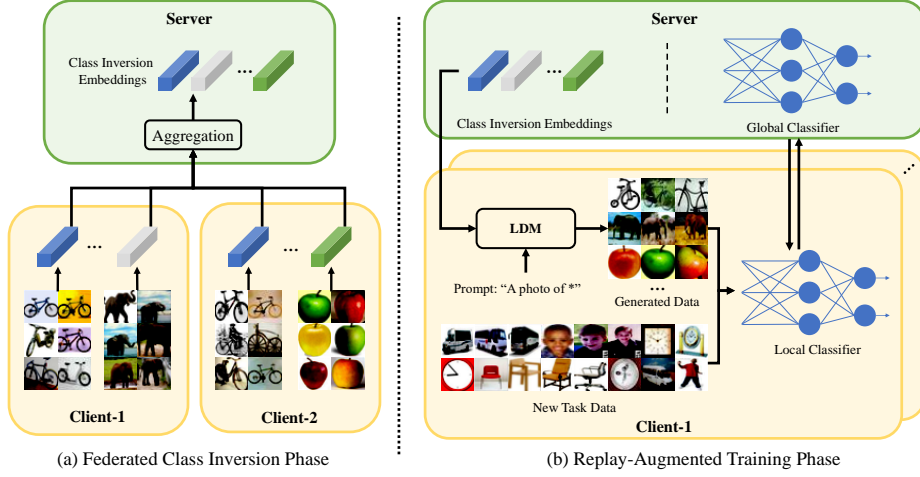 Server
Class Inversion
Embeddings
...
Aggregation
...
...
Client-1
Client-2
(a) Federated Class Inversion Phase
Server
...
Class Inversion Embeddings
Global Classifier
...
LDM
Prompt: “A photo of *”
...
Generated Data
Local Classifier
New Task Data
Client-1
(b) Replay-Augmented Training Phase